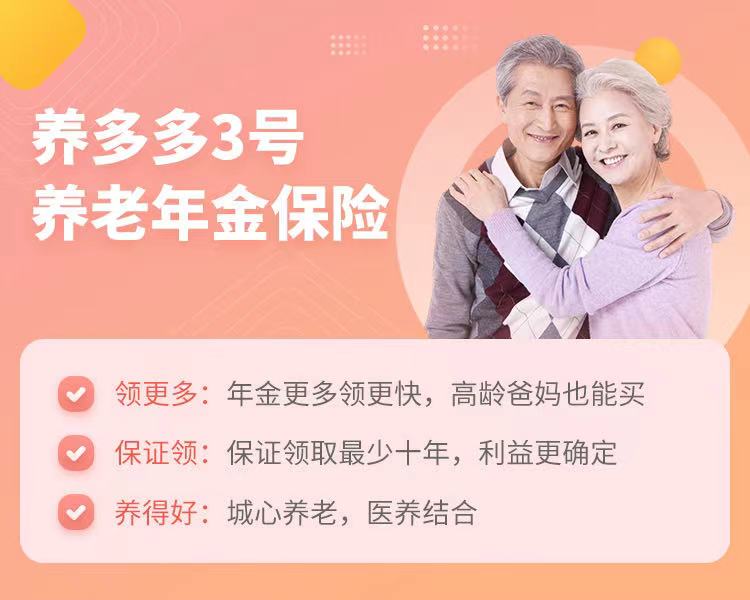 养多多3号
养老年金保险
领更多：年金更多领更快，高龄爸妈也能买
保证领：保证领取最少十年，利益更确定
养得好：城心养老，医养结合